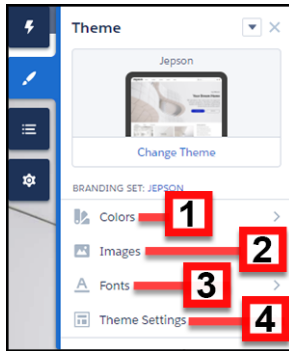 Theme
Jepson
Change Theme
BRANDING SET: JEPSON
Colors 1
Images 2
Fonts 3
Theme Settings 4